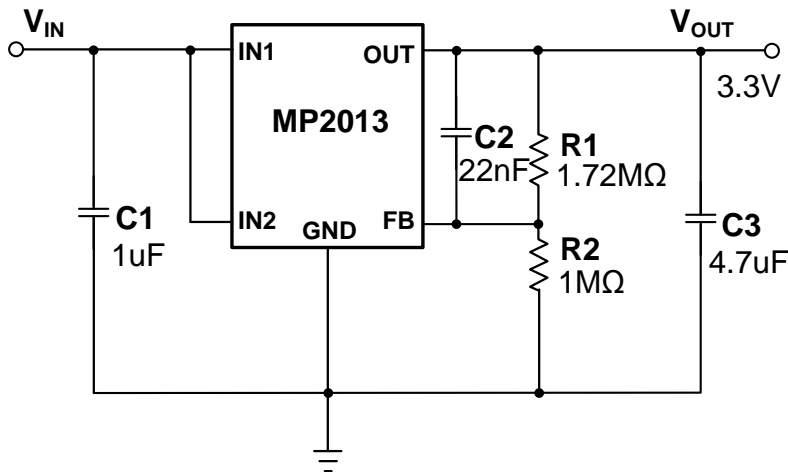 VIN
VOUT
IN1
OUT
3.3V
MP2013
C2
22nF
R1
1.72MΩ
C1
1uF
IN2
GND
FB
R2
1MΩ
C3
4.7uF